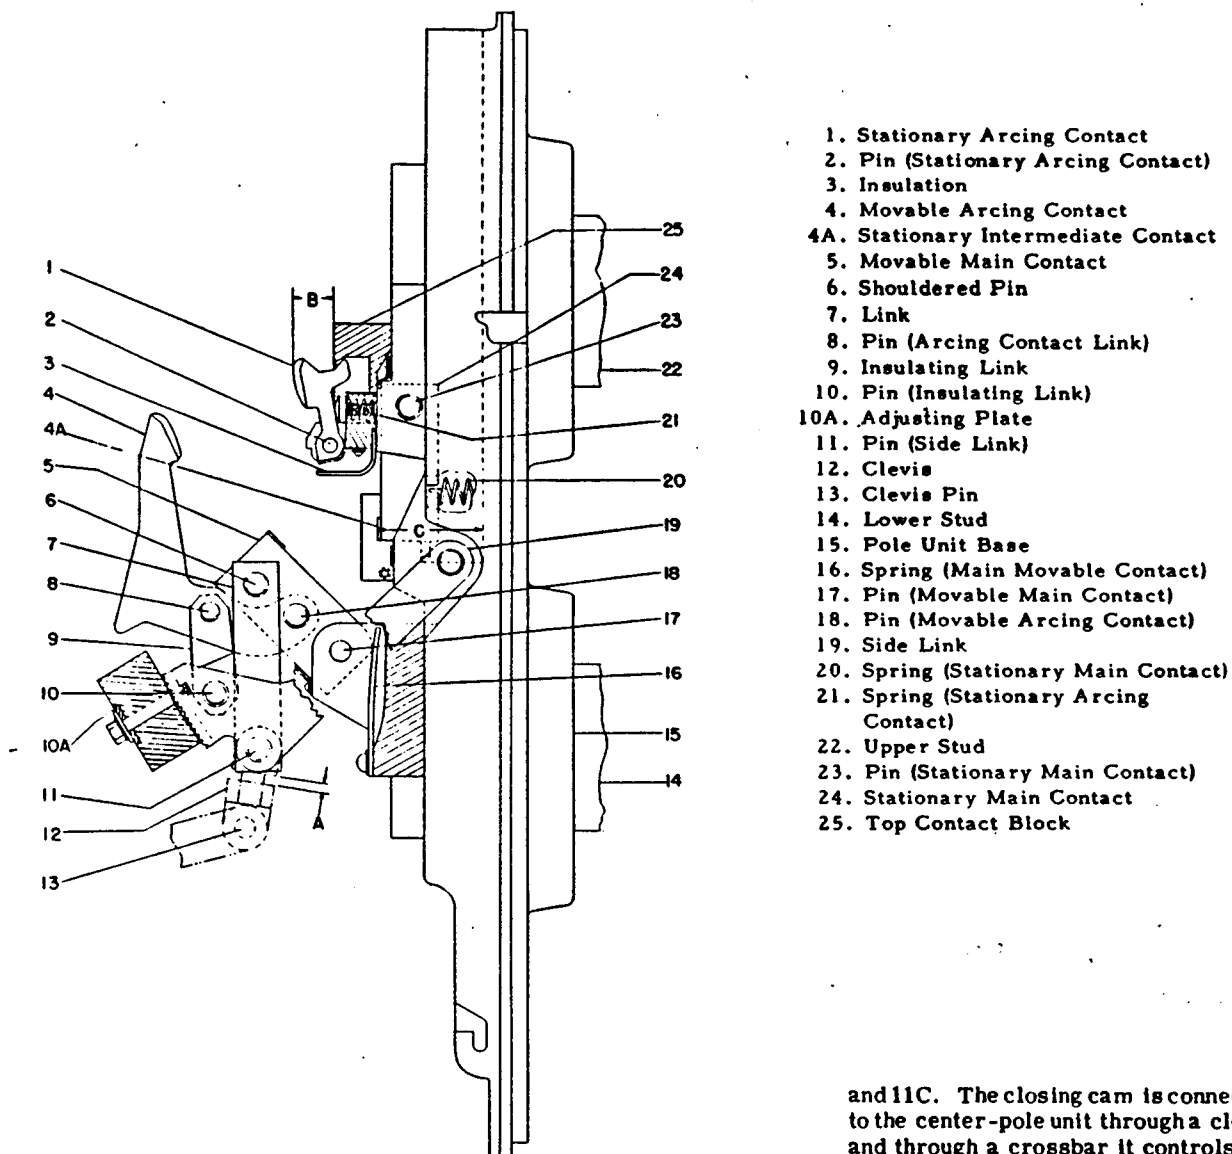 1. Stationary Arcing Contact
2. Pin (Stationary Arcing Contact)
3. Insulation
4. Movable Arcing Contact
4A. Stationary Intermediate Contact
5. Movable Main Contact
6. Shouldered Pin
7. Link
8. Pin (Arcing Contact Link)
9. Insulating Link
10. Pin (Insulating Link)
10A. Adjusting Plate
11. Pin (Side Link)
12. Clevis
13. Clevis Pin
14. Lower Stud
15. Pole Unit Base
16. Spring (Main Movable Contact)
17. Pin (Movable Main Contact)
18. Pin (Movable Arcing Contact)
19. Side Link
20. Spring (Stationary Main Contact)
21. Spring (Stationary Arcing
Contact)
22. Upper Stud
23. Pin (Stationary Main Contact)
24. Stationary Main Contact
25. Top Contact Block
1
2
3
4
4A
5
6
7
8
9
10
10A
11
12
13
B
C
A
A
25
24
23
22
21
20
19
18
17
16
15
14
and 11C. The closing cam is conne
to the center-pole unit through a cl
and through a crossbar it controls